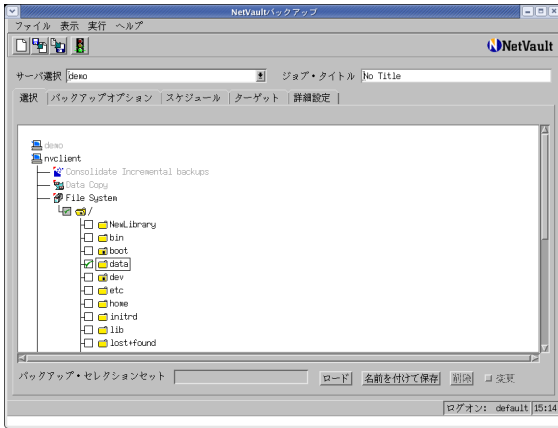 NetVaultバックアップ
ファイル 表示 実行 ヘルプ
NetVault
サーバ選択 demo ジョブ・タイトル No Title
選択 バックアップオプション スケジュール ターゲット 詳細設定
demo
nvclient
Consolidate Incremental backups
Data Copy
File System
/
NewLibrary
bin
boot
data
dev
etc
home
initrd
lib
lost+found
バックアップ・セレクションセット ロード 名前を付けて保存 削除 変更
ログオン: default 15:14